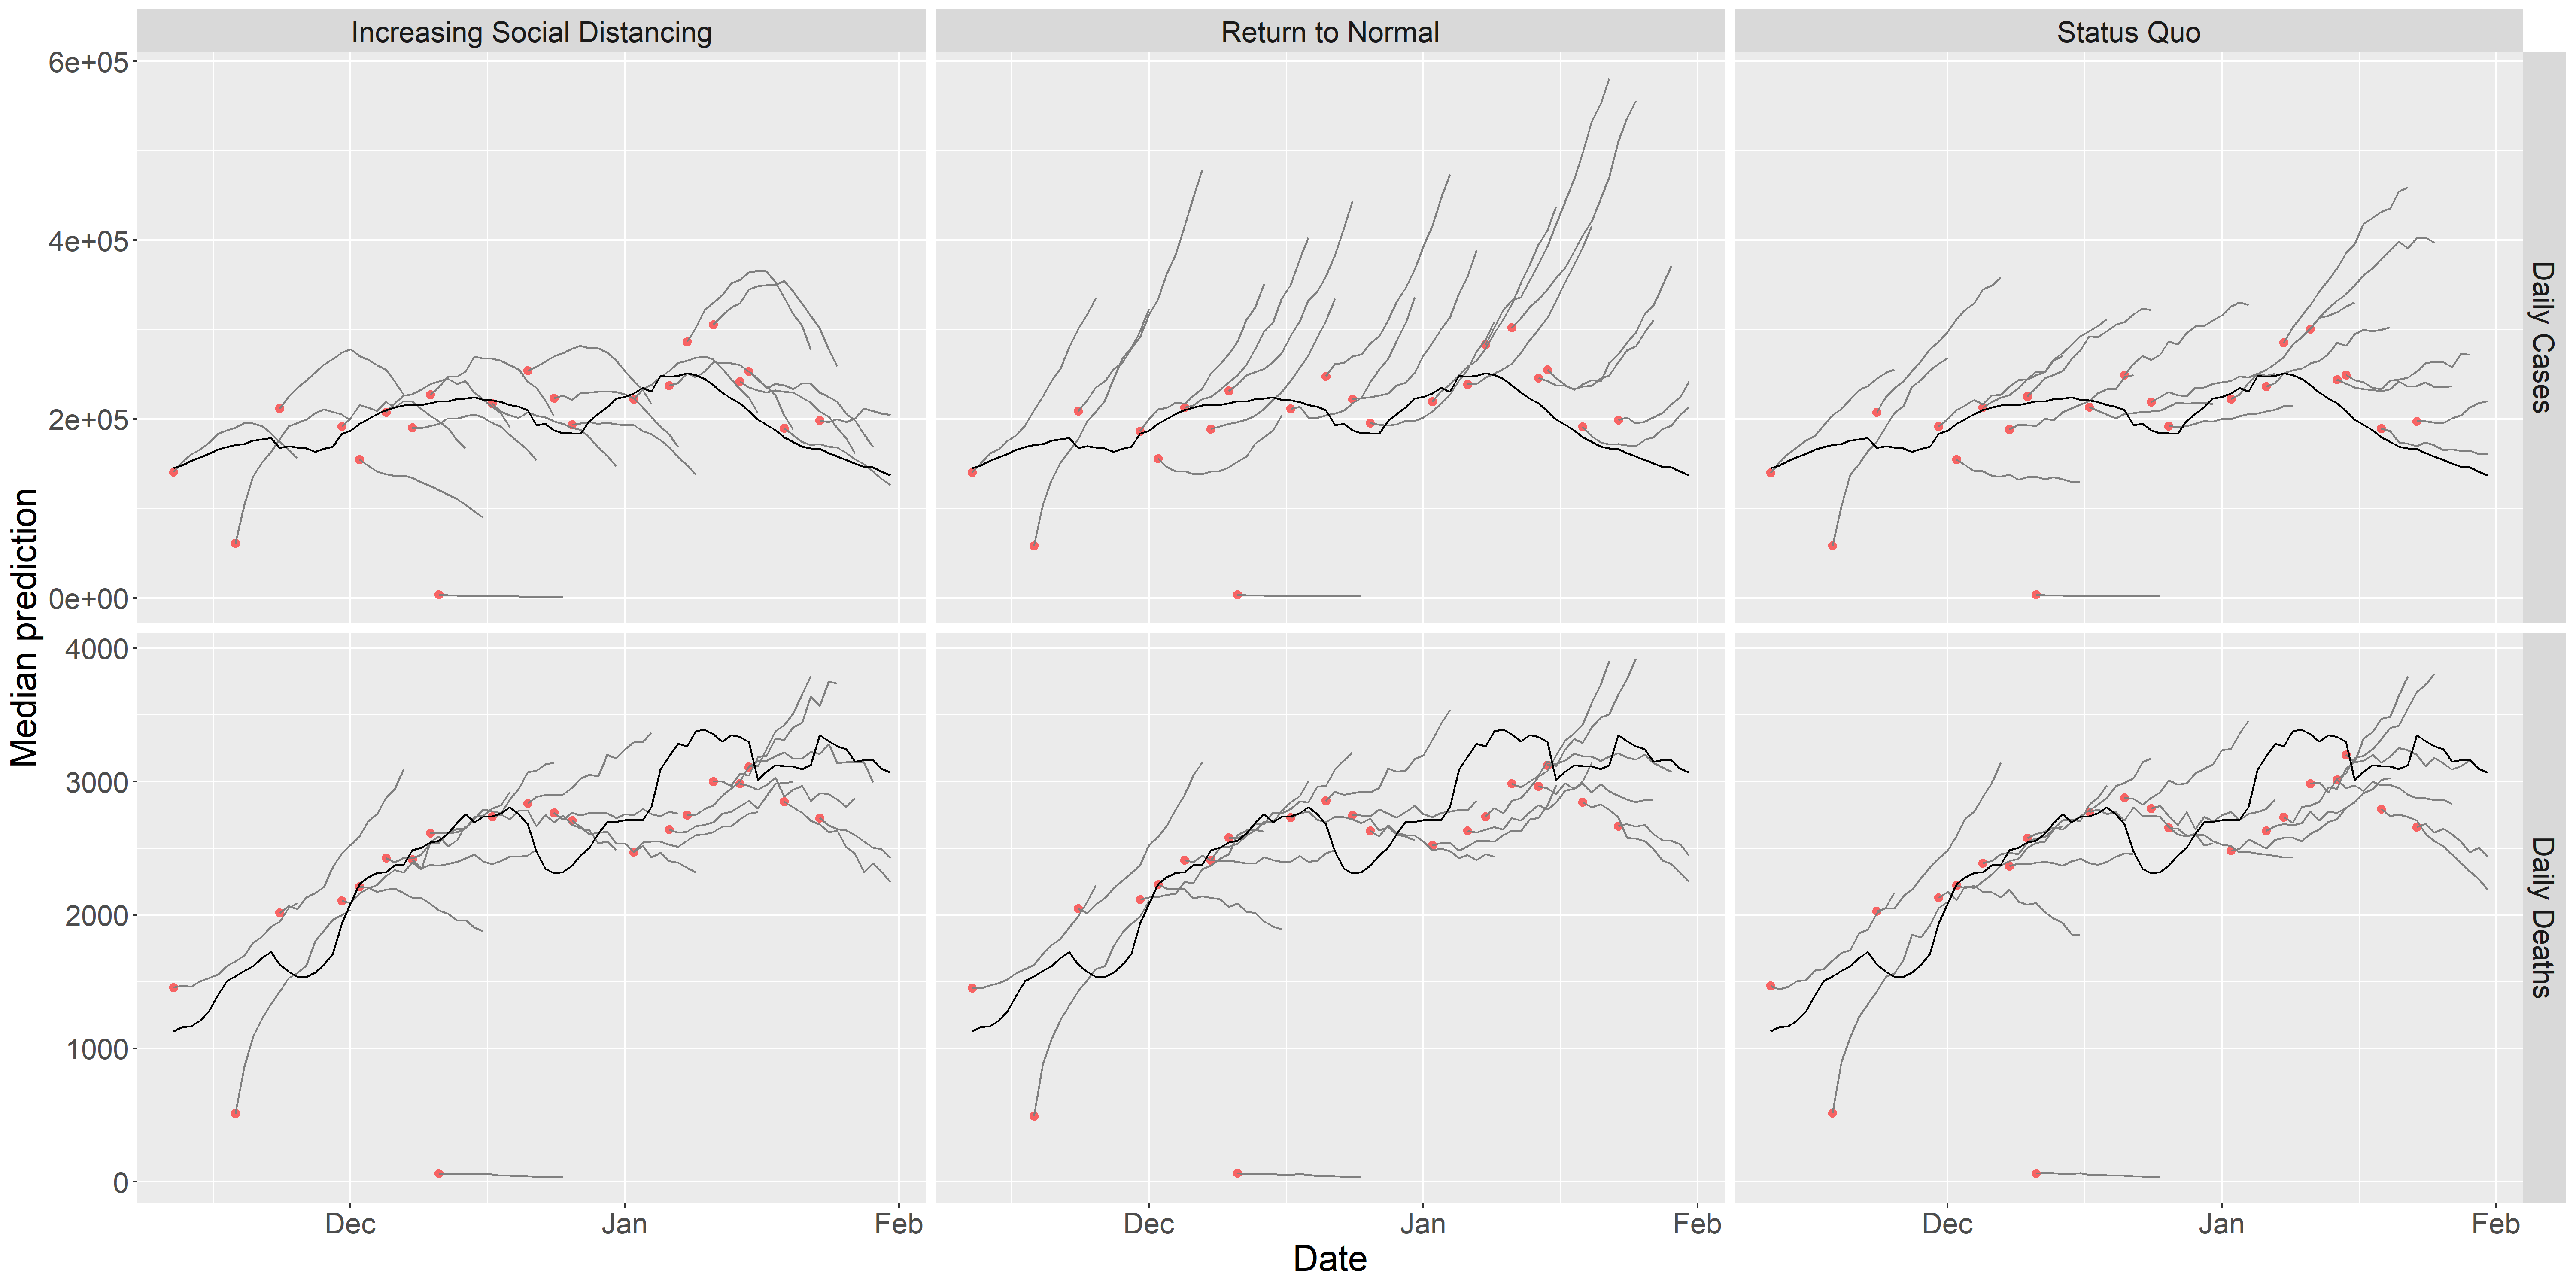 Increasing Social Distancing
Return to Normal
Status Quo
6e+05
4e+05
2e+05
0e+00
Daily Cases
Median prediction
4000
3000
2000
1000
0
Daily Deaths
Dec
Jan
Feb
Dec
Jan
Feb
Dec
Jan
Feb
Date